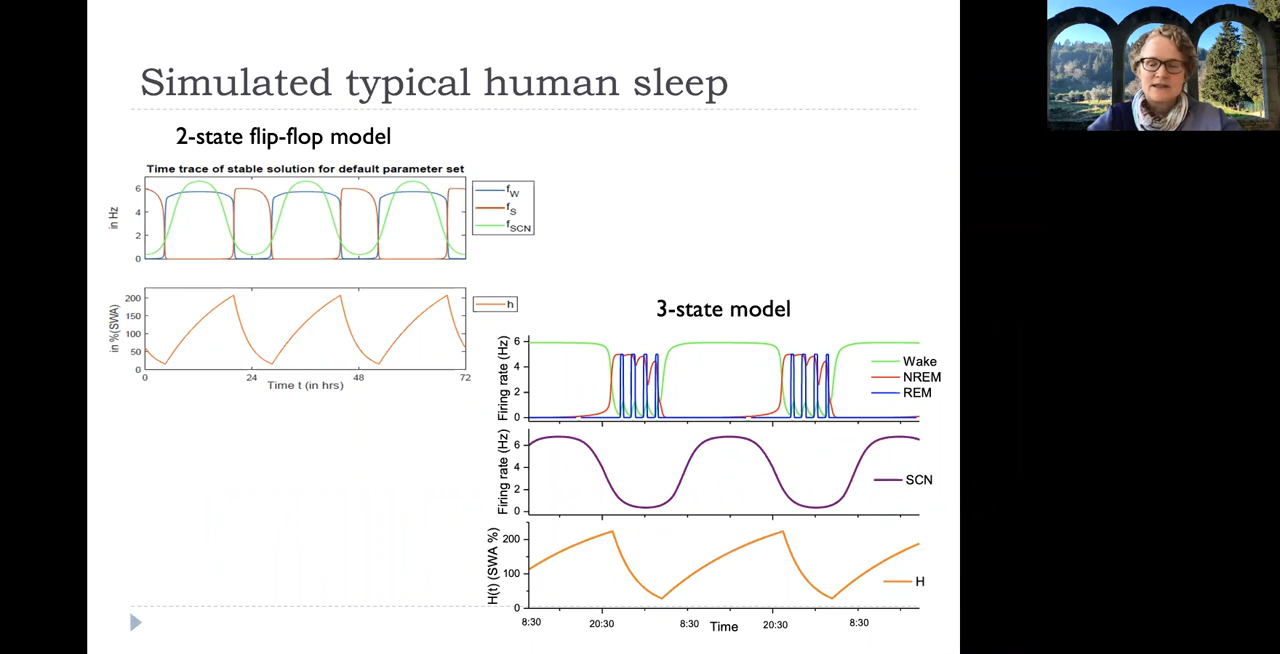 Simulated typical human sleep
2-state flip-flop model
Time trace of stable solution for default parameter set
in Hz
6
4
2
0
fW
fS
fSCN
in %(SWA)
200
150
100
50
0
h
0 24 48 72
Time t (in hrs)
3-state model
Firing rate (Hz)
6
4
2
0
Wake
NREM
REM
Firing rate (Hz)
6
4
2
0
SCN
H(t) (SWA %)
200
100
0
H
8:30 20:30 8:30 20:30 8:30
Time